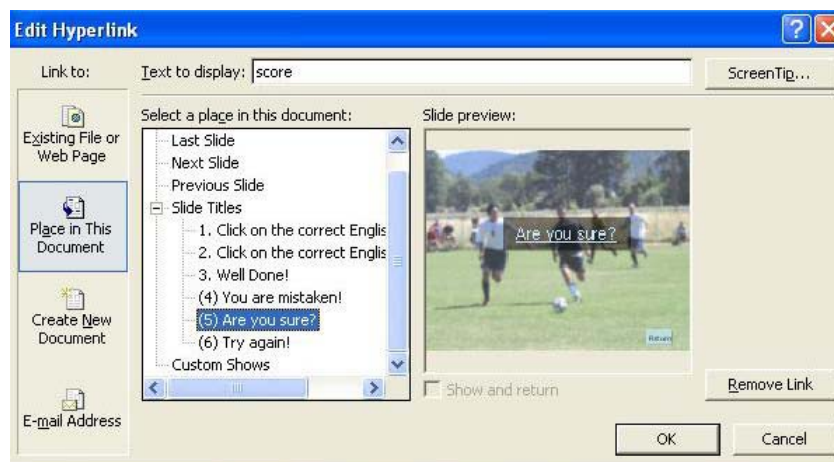 Edit Hyperlink
Link to:
Text to display: score
ScreenTip...
Existing File or
Web Page
Place in This
Document
Create New
Document
E-mail Address
Select a place in this document:
Last Slide
Next Slide
Previous Slide
Slide Titles
1. Click on the correct Englis
2. Click on the correct Englis
3. Well Done!
(4) You are mistaken!
(5) Are you sure?
(6) Try again!
Custom Shows
Slide preview:
Are you sure?
Return
Show and return
Remove Link
OK
Cancel